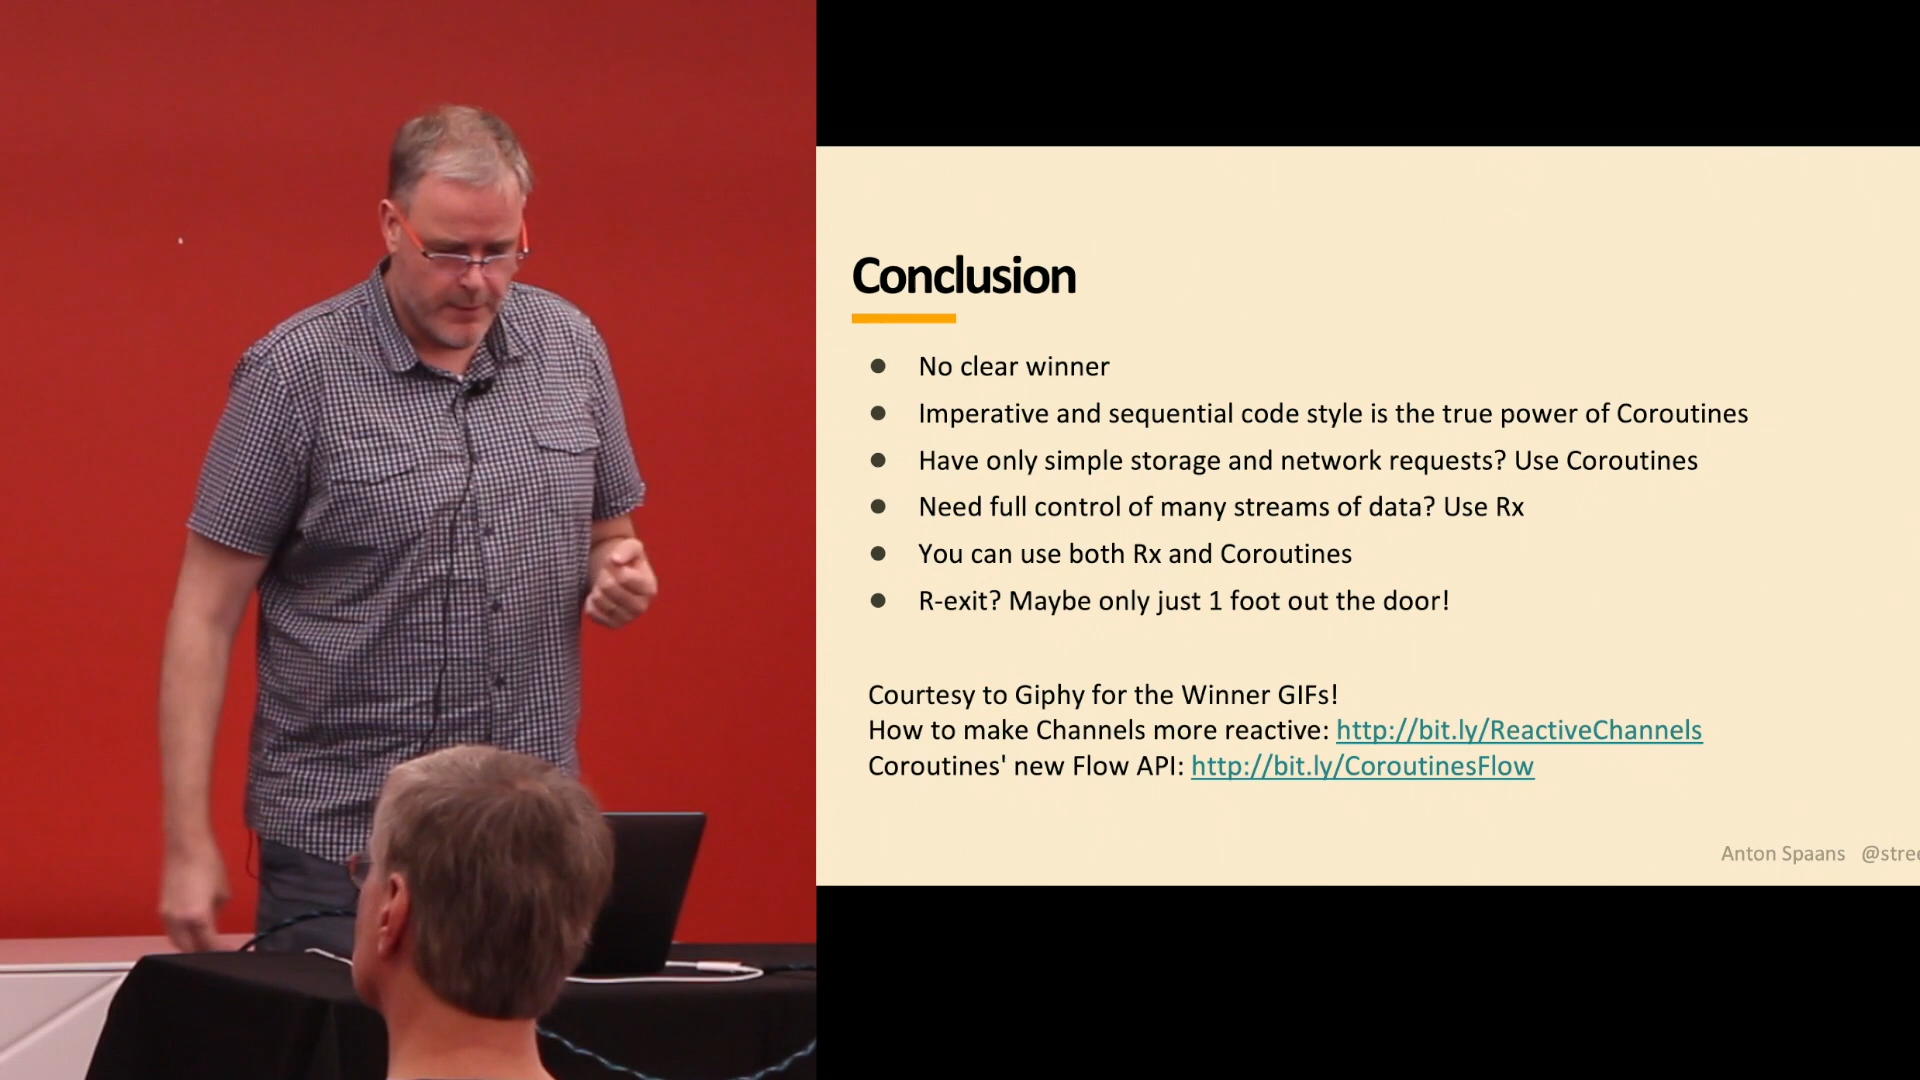 Conclusion
● No clear winner
● Imperative and sequential code style is the true power of Coroutines
● Have only simple storage and network requests? Use Coroutines
● Need full control of many streams of data? Use Rx
● You can use both Rx and Coroutines
● R-exit? Maybe only just 1 foot out the door!
Courtesy to Giphy for the Winner GIFs!
How to make Channels more reactive: http://bit.ly/ReactiveChannels
Coroutines' new Flow API: http://bit.ly/CoroutinesFlow
Anton Spaans @stree